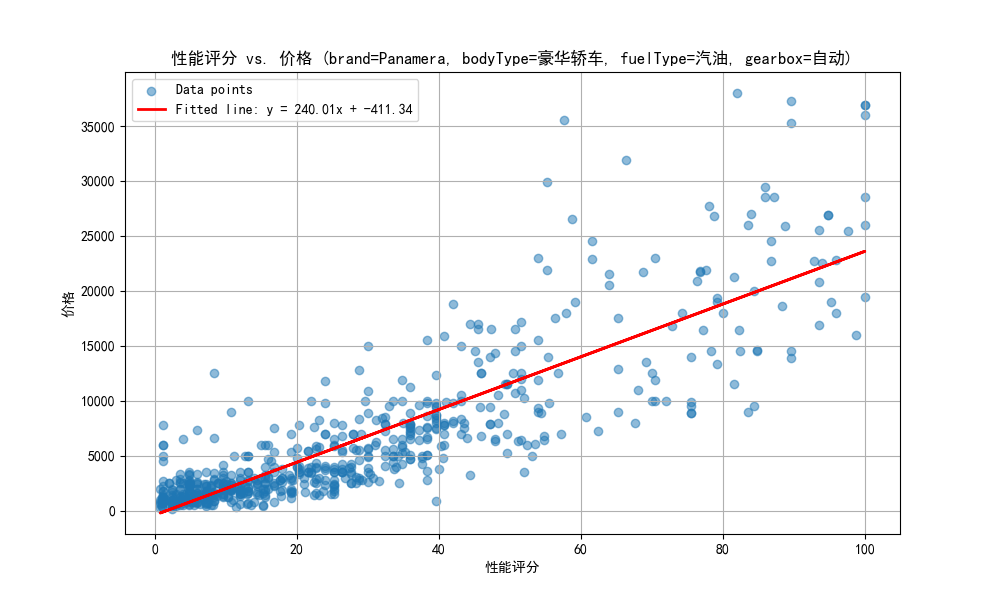 性能评分 vs. 价格 (brand=Panamera, bodyType=豪华轿车, fuelType=汽油, gearbox=自动)
Data points
Fitted line: y = 240.01x + -411.34
价格
35000
30000
25000
20000
15000
10000
5000
0
0 20 40 60 80 100
性能评分